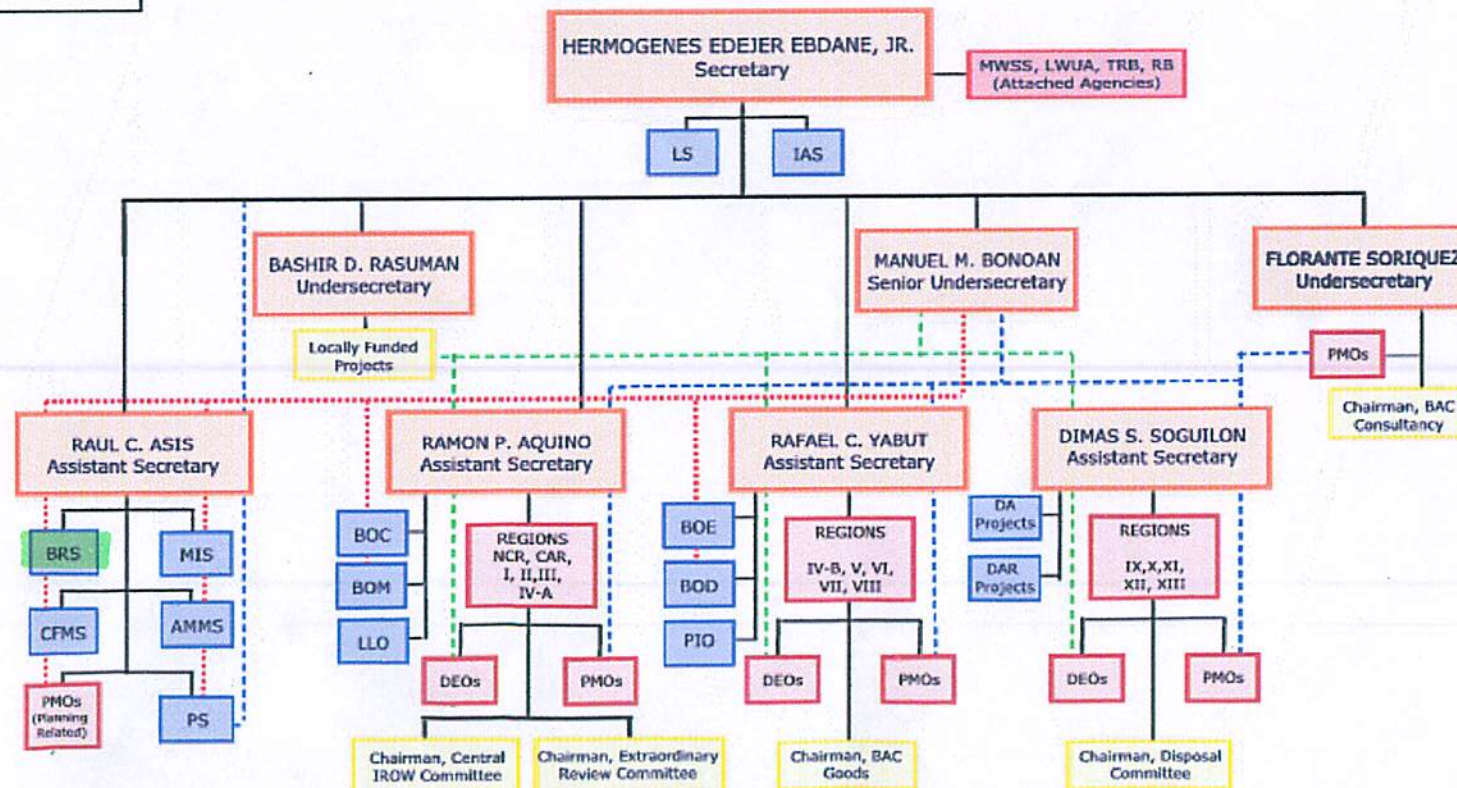 HERMOGENES EDEJER EBDANE, JR.
Secretary
MWSS, LWUA, TRB, RB
(Attached Agencies)
LS
IAS
BASHIR D. RASUMAN
Undersecretary
MANUEL M. BONOAN
Senior Undersecretary
FLORANTE SORIQUEZ
Undersecretary
Locally Funded
Projects
PMOs
Chairman, BAC
Consultancy
RAUL C. ASIS
Assistant Secretary
RAMON P. AQUINO
Assistant Secretary
RAFAEL C. YABUT
Assistant Secretary
DIMAS S. SOGUILON
Assistant Secretary
BRS
MIS
CFMS
AMMS
PMOs
(Planning
Related)
PS
BOC
BOM
LLO
REGIONS
NCR, CAR,
I, II,III,
IV-A
DEOs
PMOs
Chairman, Central
IROW Committee
Chairman, Extraordinary
Review Committee
BOE
BOD
PIO
REGIONS
IV-B, V, VI,
VII, VIII
DEOs
PMOs
Chairman, BAC
Goods
DA
Projects
DAR
Projects
REGIONS
IX,X,XI,
XII, XIII
DEOs
PMOs
Chairman, Disposal
Committee